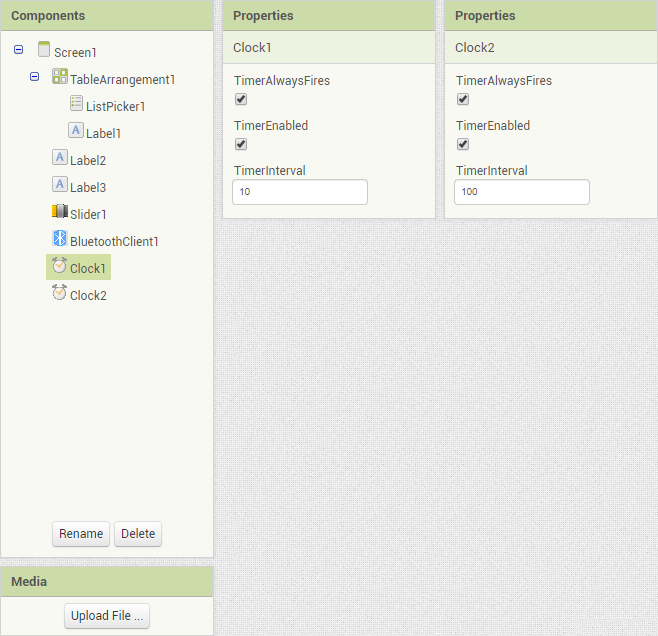 Components
Screen1
TableArrangement1
ListPicker1
A Label1
A Label2
A Label3
Slider1
BluetoothClient1
Clock1
Clock2
Rename Delete
Media
Upload File ...
Properties
Clock1
TimerAlwaysFires
TimerEnabled
TimerInterval
10
Properties
Clock2
TimerAlwaysFires
TimerEnabled
TimerInterval
100